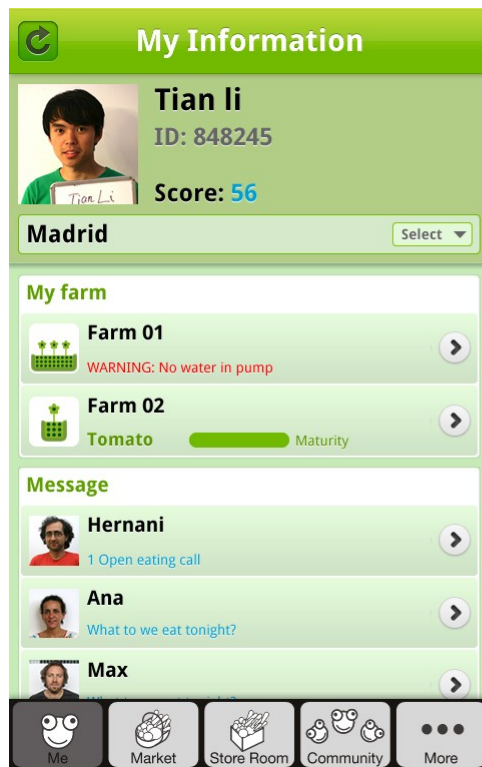 My Information
Tian li
ID: 848245
Tian Li
Score: 56
Madrid
Select
My farm
Farm 01
WARNING: No water in pump
Farm 02
Tomato
Maturity
Message
Hernani
1 Open eating call
Ana
What to we eat tonight?
Max
Me
Market
Store Room
Community
More